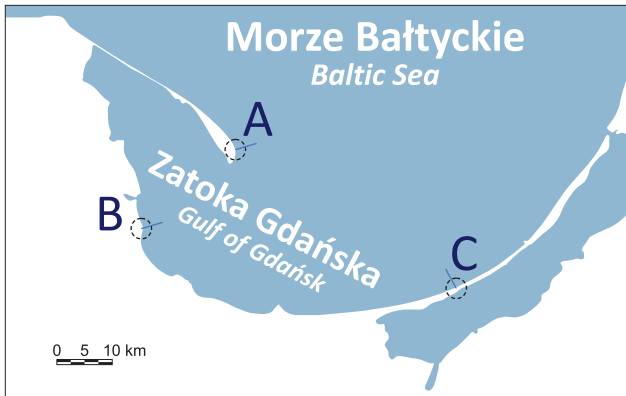 Morze Bałtyckie
Baltic Sea
A
Zatoka Gdańska
Gulf of Gdańsk
B
C
0 5 10 km